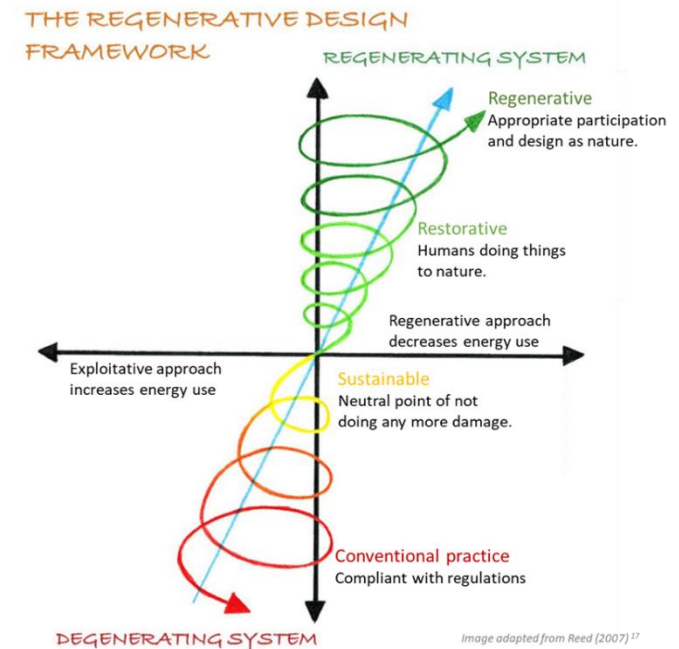 THE REGENERATIVE DESIGN
FRAMEWORK
REGENERATING SYSTEM
Regenerative
Appropriate participation
and design as nature.
Restorative
Humans doing things
to nature.
Regenerative approach
decreases energy use
Exploitative approach
increases energy use
Sustainable
Neutral point of not
doing any more damage.
Conventional practice
Compliant with regulations
DEGENERATING SYSTEM
Image adapted from Reed (2007) 17